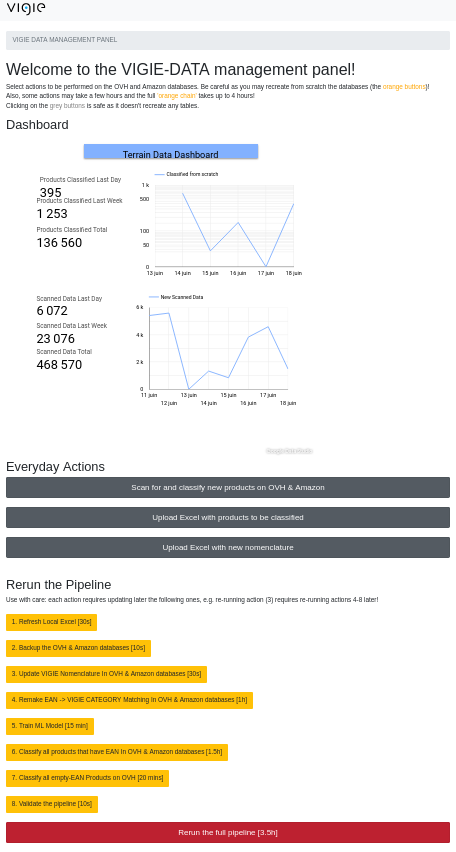 VIGIE
VIGIE DATA MANAGEMENT PANEL
Welcome to the VIGIE-DATA management panel!
Select actions to be performed on the OVH and Amazon databases. Be careful as you may recreate from scratch the databases (the orange buttons)!
Also, some actions may take a few hours and the full 'orange chain' takes up to 4 hours!
Clicking on the grey buttons is safe as it doesn't recreate any tables.
Dashboard
Terrain Data Dashboard
Products Classified Last Day
395
Products Classified Last Week
1 253
Products Classified Total
136 560
Classified from scratch
1 k
500
100
50
0
13 juin 14 juin 15 juin 16 juin 17 juin 18 juin
Scanned Data Last Day
6 072
Scanned Data Last Week
23 076
Scanned Data Total
468 570
New Scanned Data
6 k
4 k
2 k
0
11 juin 13 juin 15 juin 17 juin
12 juin 14 juin 16 juin 18 juin
Everyday Actions
Scan for and classify new products on OVH & Amazon
Upload Excel with products to be classified
Upload Excel with new nomenclature
Rerun the Pipeline
Use with care: each action requires updating later the following ones, e.g. re-running action (3) requires re-running actions 4-8 later!
1. Refresh Local Excel [30s]
2. Backup the OVH & Amazon databases [10s]
3. Update VIGIE Nomenclature in OVH & Amazon databases [30s]
4. Remake EAN -> VIGIE CATEGORY Matching in OVH & Amazon databases [1h]
5. Train ML Model [15 min]
6. Classify all products that have EAN in OVH & Amazon databases [1.5h]
7. Classify all empty-EAN Products on OVH [20 mins]
8. Validate the pipeline [10s]
Rerun the full pipeline [3.5h]